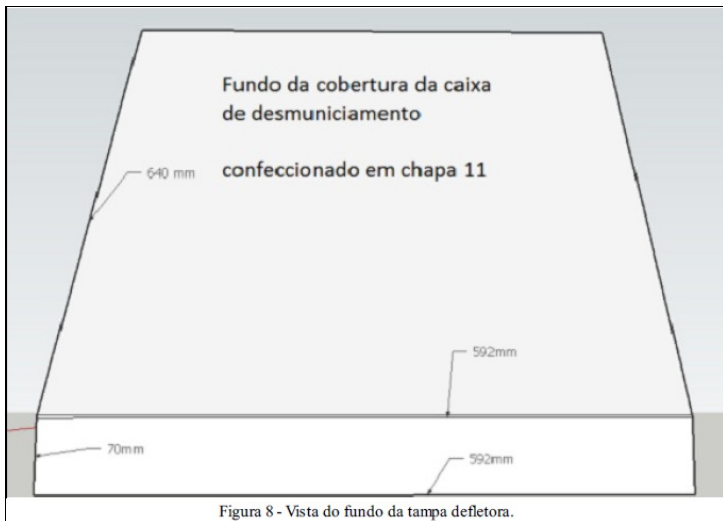 Fundo da cobertura da caixa
de desmuniciamento
confeccionado em chapa 11
640 mm
592mm
70mm
592mm
Figura 8 - Vista do fundo da tampa defletora.